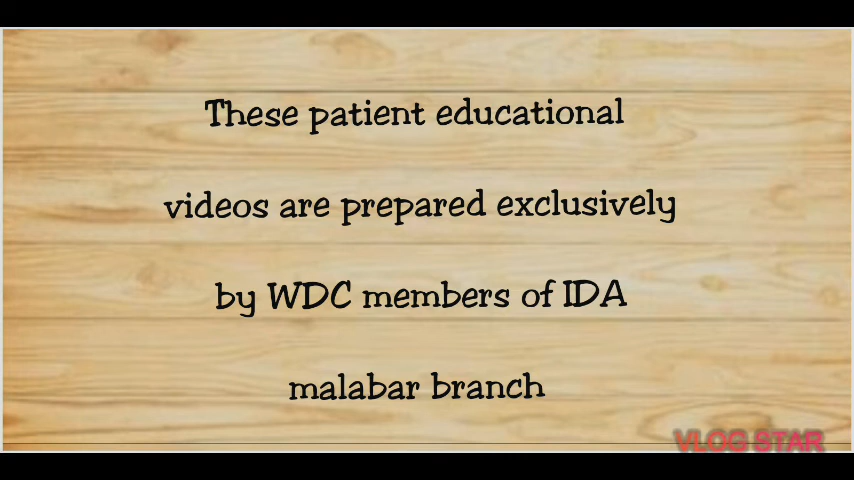 These patient educational
videos are prepared exclusively
by WDC members of IDA
malabar branch
VLOG STAR